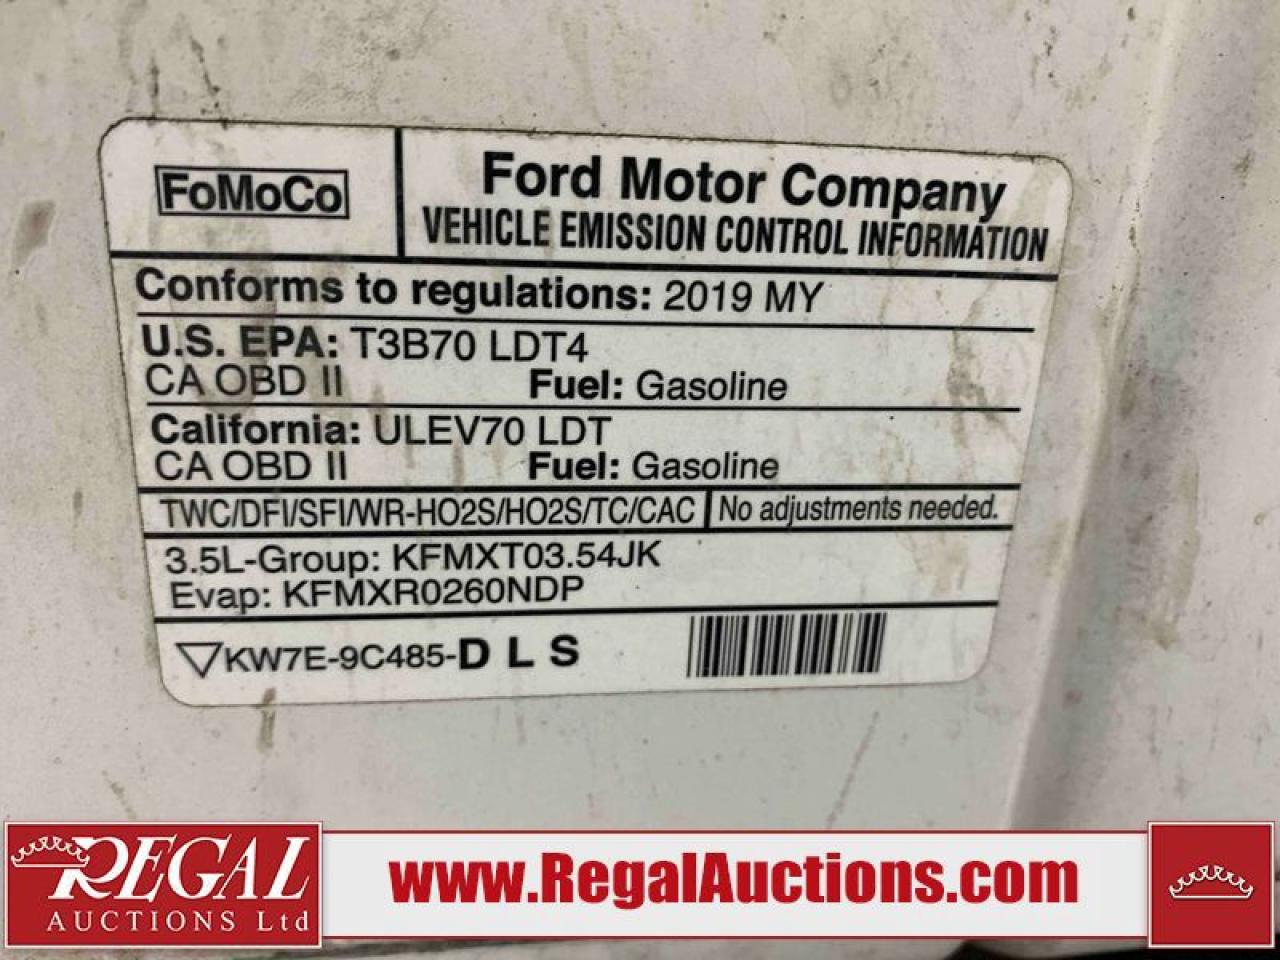 FoMoCo
Ford Motor Company
VEHICLE EMISSION CONTROL INFORMATION
Conforms to regulations: 2019 MY
U.S. EPA: T3B70 LDT4
CA OBD II Fuel: Gasoline
California: ULEV70 LDT
CA OBD II Fuel: Gasoline
TWC/DFI/SFI/WR-HO2S/HO2S/TC/CAC No adjustments needed.
3.5L-Group: KFMXT03.54JK
Evap: KFMXR0260NDP
KW7E-9C485-D L S
REGAL
AUCTIONS Ltd
www.RegalAuctions.com